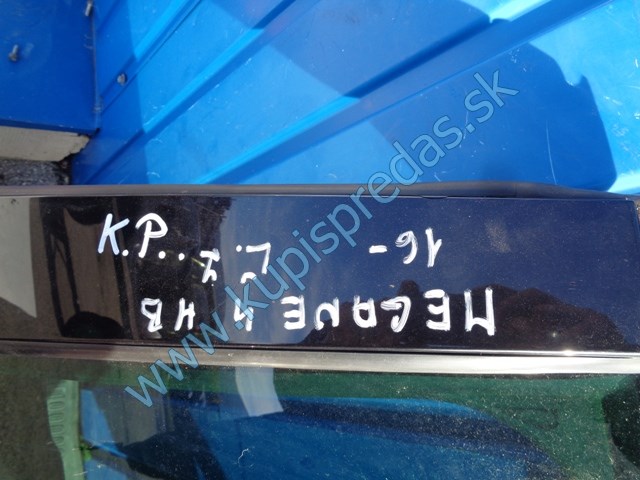 MEGANE 4 HB
16- L.Z. K.P.
www.kupispredas.sk